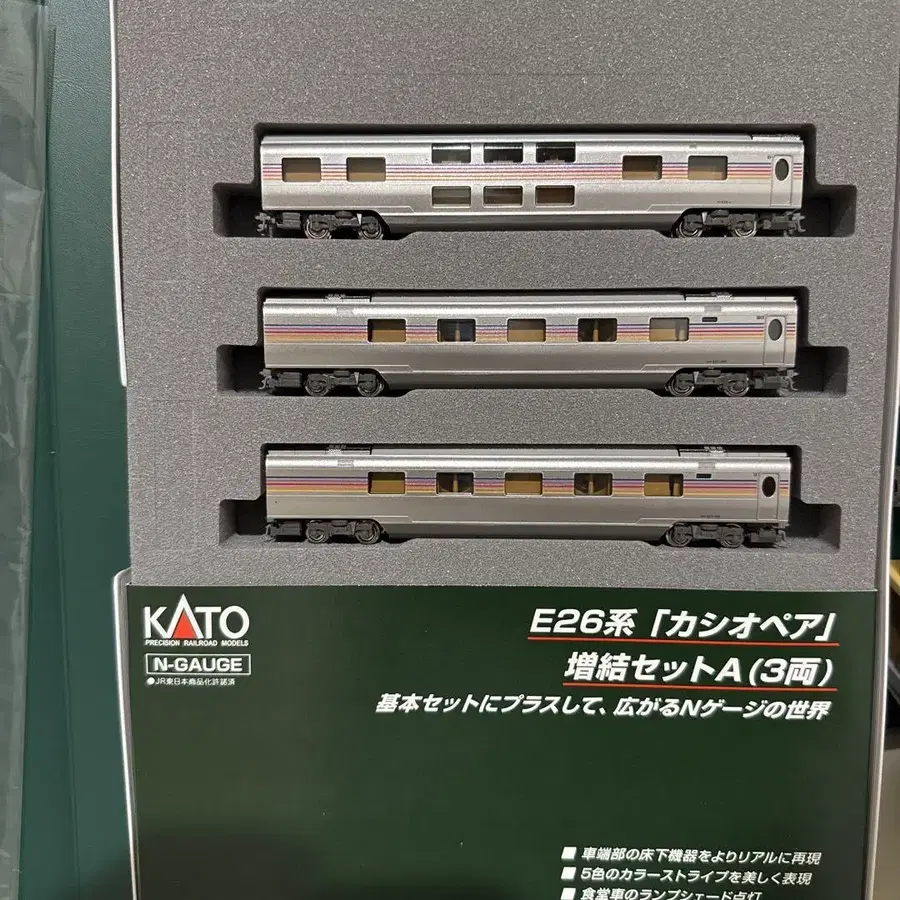 KATO
PRECISION RAILROAD MODELS
N-GAUGE
●JR東日本商品化許諾済
E26系「カシオペア」
増結セットA(3両)
基本セットにプラスして、広がるNゲージの世界
■ 車端部の床下機器をよりリアルに再現
■ 5色のカラーストライプを美しく表現
■ 食堂車のランプシェード点灯